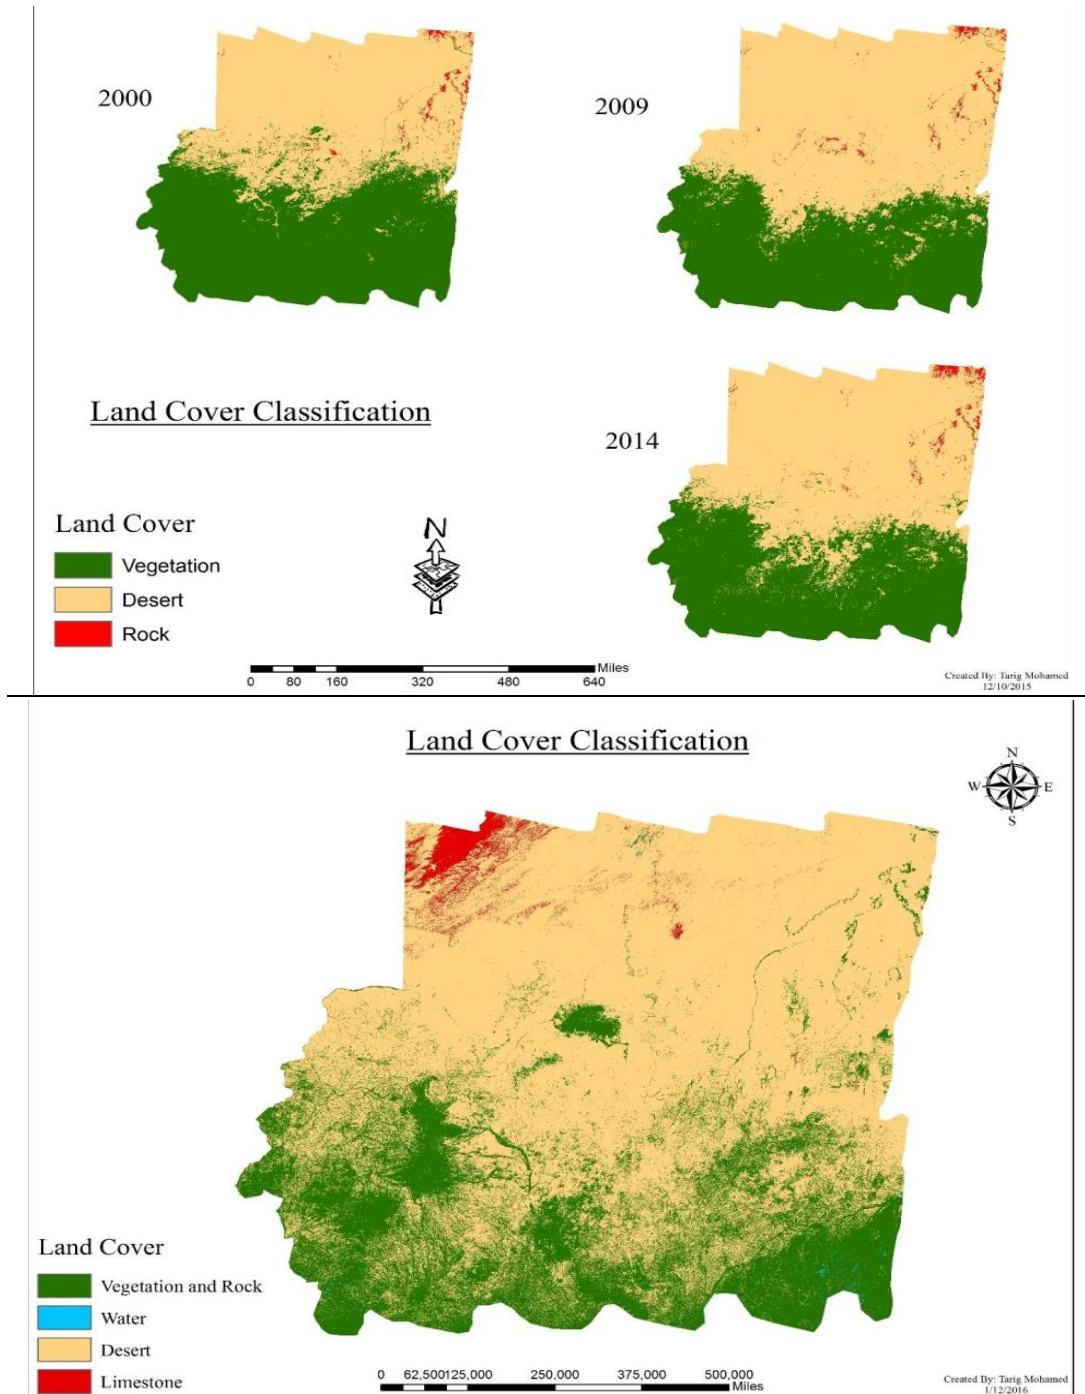 2000
2009
Land Cover Classification
2014
Land Cover
N
Vegetation
Desert
Rock
Miles
0 80 160 320 480 640
Created By: Tarig Mohamed
12/10/2015
Land Cover Classification
N
W E
S
Land Cover
Vegetation and Rock
Water
Desert
Limestone
0 62,500125,000 250,000 375,000 500,000
Miles
Created By: Tarig Mohamed
1/12/2016